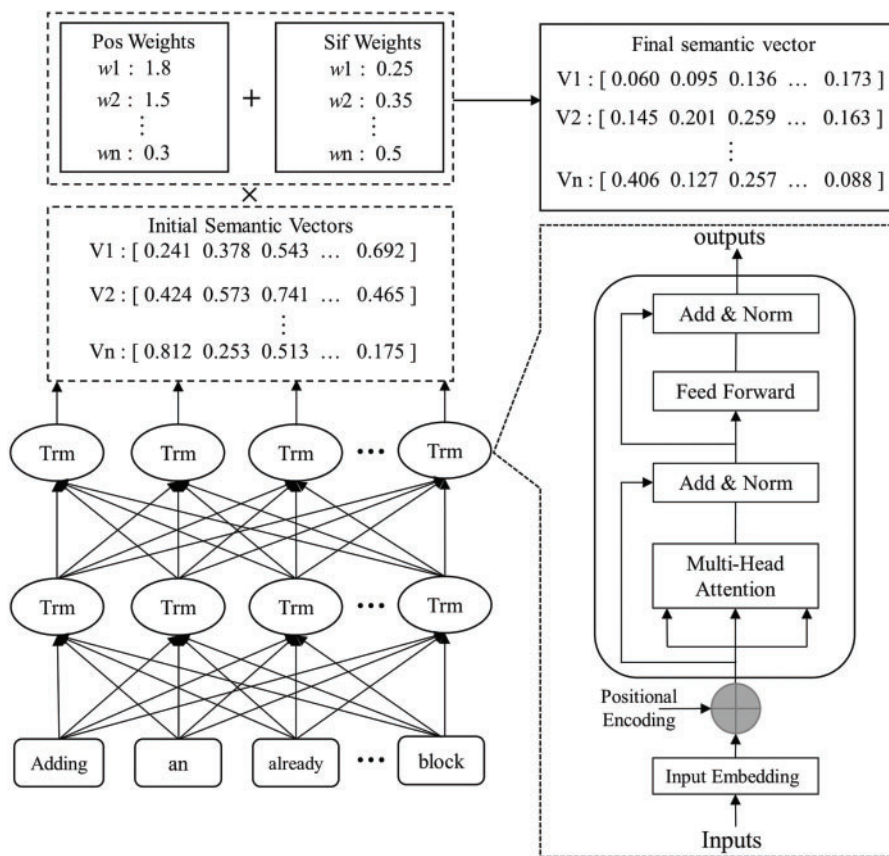 Pos Weights
w1 : 1.8
w2 : 1.5
⋮
wn : 0.3
+
Sif Weights
w1 : 0.25
w2 : 0.35
⋮
wn : 0.5
Final semantic vector
V1 : [ 0.060 0.095 0.136 … 0.173 ]
V2 : [ 0.145 0.201 0.259 … 0.163 ]
⋮
Vn : [ 0.406 0.127 0.257 … 0.088 ]
×
Initial Semantic Vectors
V1 : [ 0.241 0.378 0.543 … 0.692 ]
V2 : [ 0.424 0.573 0.741 … 0.465 ]
⋮
Vn : [ 0.812 0.253 0.513 … 0.175 ]
Trm Trm Trm ••• Trm
Trm Trm Trm ••• Trm
Adding an already ••• block
outputs
Add & Norm
Feed Forward
Add & Norm
Multi-Head
Attention
Positional
Encoding
Input Embedding
Inputs